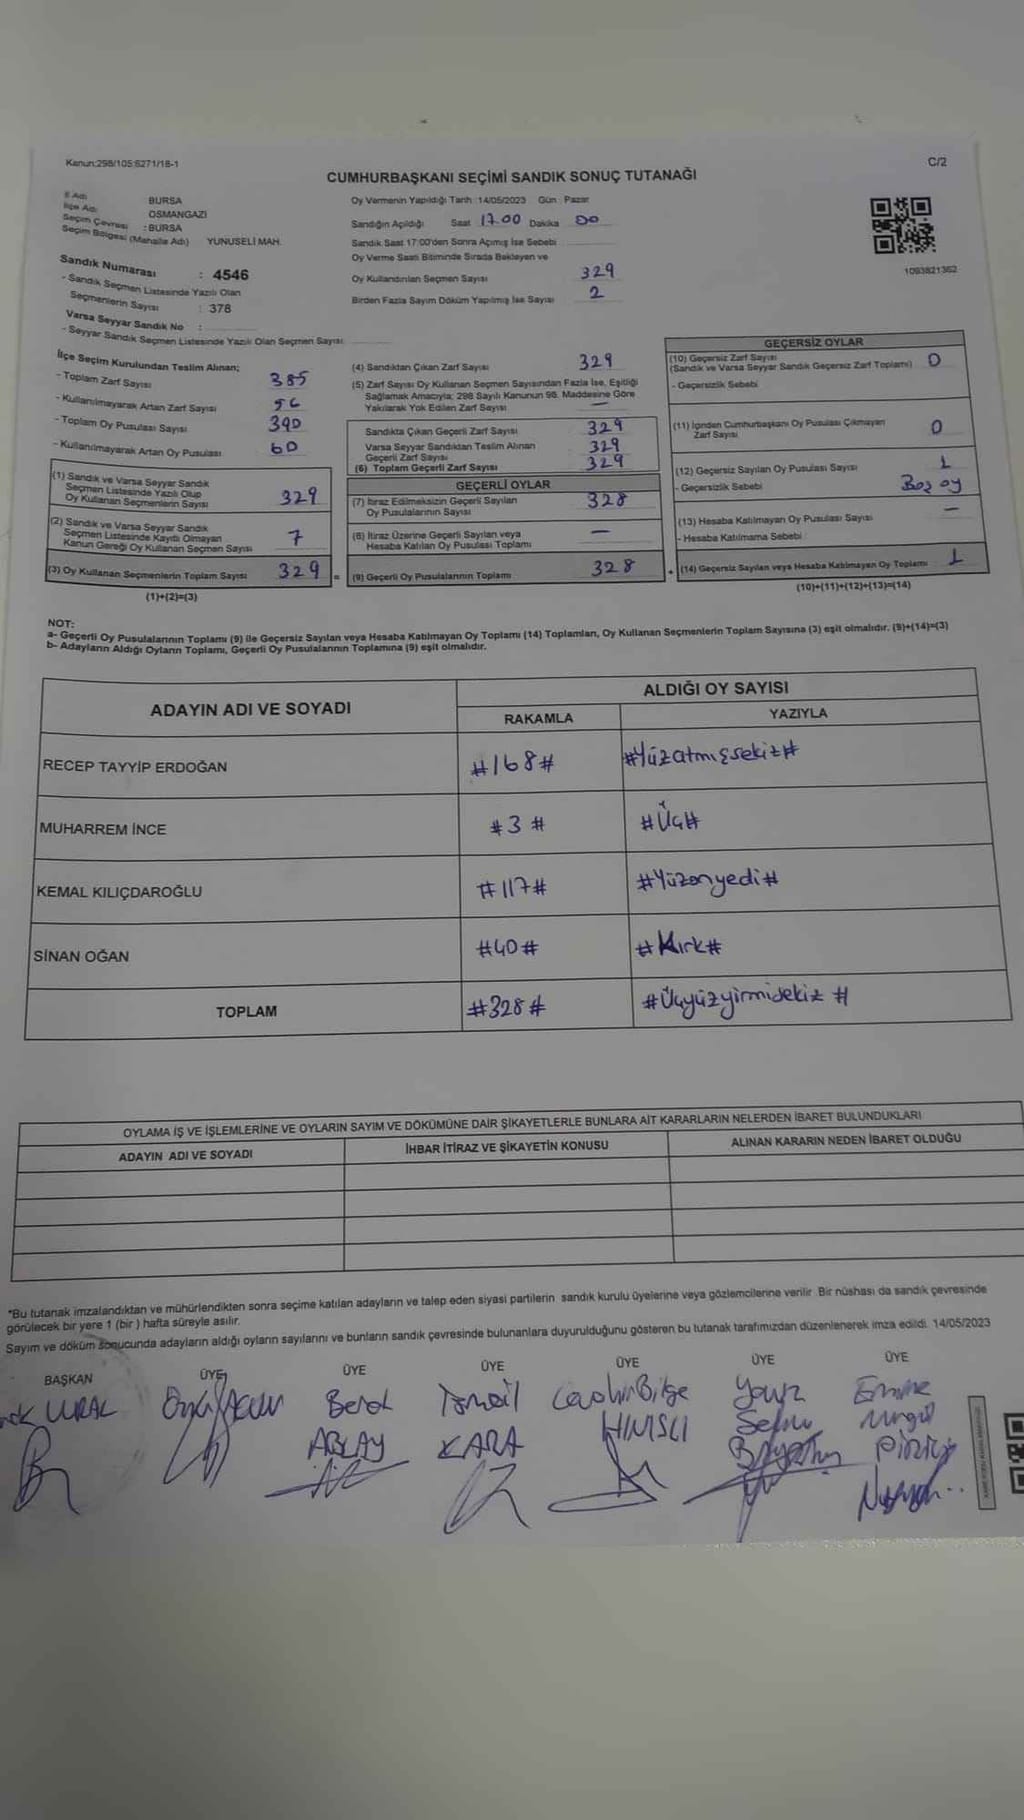 Kanun:298/105:6271/18-1
C/2
CUMHURBAŞKANI SEÇİMİ SANDIK SONUÇ TUTANAĞI
İl Adı BURSA
İlçe Adı OSMANGAZİ
Seçim Çevresi : BURSA
Seçim Bölgesi (Mahalle Adı) YUNUSELİ MAH.
Sandık Numarası : 4546
- Sandık Seçmen Listesinde Yazılı Olan
Seçmenlerin Sayısı : 378
Varsa Seyyar Sandık No :
- Seyyar Sandık Seçmen Listesinde Yazılı Olan Seçmen Sayısı:
Oy Vermenin Yapıldığı Tarih 14/05/2023 Gün Pazar
Sandığın Açıldığı Saat 17.00 Dakika 00
Sandık Saat 17:00'den Sonra Açılmış İse Sebebi
Oy Verme Saati Bitiminde Sırada Bekleyen ve
Oy Kullandırılan Seçmen Sayısı 329
Birden Fazla Sayım Döküm Yapılmış İse Sayısı 2
1093821362
İlçe Seçim Kurulundan Teslim Alınan;
- Toplam Zarf Sayısı 385
- Kullanılmayarak Artan Zarf Sayısı 56
- Toplam Oy Pusulası Sayısı 390
- Kullanılmayarak Artan Oy Pusulası 60
(1) Sandık ve Varsa Seyyar Sandık
Seçmen Listesinde Yazılı Olup
Oy Kullanan Seçmenlerin Sayısı 329
(2) Sandık ve Varsa Seyyar Sandık
Seçmen Listesinde Kayıtlı Olmayan
Kanun Gereği Oy Kullanan Seçmen Sayısı 7
(3) Oy Kullanan Seçmenlerin Toplam Sayısı 329 =
(1)+(2)=(3)
(4) Sandıktan Çıkan Zarf Sayısı 329
(5) Zarf Sayısı Oy Kullanan Seçmen Sayısından Fazla İse, Eşitliği
Sağlamak Amacıyla; 298 Sayılı Kanunun 98. Maddesine Göre
Yakılarak Yok Edilen Zarf Sayısı —
Sandıkta Çıkan Geçerli Zarf Sayısı 329
Varsa Seyyar Sandıktan Teslim Alınan
Geçerli Zarf Sayısı 329
(6) Toplam Geçerli Zarf Sayısı 329
GEÇERLİ OYLAR
(7) İtiraz Edilmeksizin Geçerli Sayılan
Oy Pusulalarının Sayısı 328
(8) İtiraz Üzerine Geçerli Sayılan veya
Hesaba Katılan Oy Pusulası Toplamı —
(9) Geçerli Oy Pusulalarının Toplamı 328 +
GEÇERSİZ OYLAR
(10) Geçersiz Zarf Sayısı
(Sandık ve Varsa Seyyar Sandık Geçersiz Zarf Toplamı) 0
- Geçersizlik Sebebi
(11) İçinden Cumhurbaşkanı Oy Pusulası Çıkmayan
Zarf Sayısı 0
(12) Geçersiz Sayılan Oy Pusulası Sayısı 1
- Geçersizlik Sebebi Boş oy
(13) Hesaba Katılmayan Oy Pusulası Sayısı —
- Hesaba Katılmama Sebebi
(14) Geçersiz Sayılan veya Hesaba Katılmayan Oy Toplamı 1
(10)+(11)+(12)+(13)=(14)
NOT:
a- Geçerli Oy Pusulalarının Toplamı (9) ile Geçersiz Sayılan veya Hesaba Katılmayan Oy Toplamı (14) Toplamları, Oy Kullanan Seçmenlerin Toplam Sayısına (3) eşit olmalıdır. (9)+(14)=(3)
b- Adayların Aldığı Oyların Toplamı, Geçerli Oy Pusulalarının Toplamına (9) eşit olmalıdır.
ADAYIN ADI VE SOYADI
ALDIĞI OY SAYISI
RAKAMLA YAZIYLA
RECEP TAYYİP ERDOĞAN #168# #Yüzatmışsekiz#
MUHARREM İNCE #3# #Üç#
KEMAL KILIÇDAROĞLU #117# #Yüzonyedi#
SİNAN OĞAN #40# #Kırk#
TOPLAM #328# #Üçyüzyirmisekiz#
OYLAMA İŞ VE İŞLEMLERİNE VE OYLARIN SAYIM VE DÖKÜMÜNE DAİR ŞİKAYETLERLE BUNLARA AİT KARARLARIN NELERDEN İBARET BULUNDUKLARI
ADAYIN ADI VE SOYADI İHBAR İTİRAZ VE ŞİKAYETİN KONUSU ALINAN KARARIN NEDEN İBARET OLDUĞU
*Bu tutanak imzalandıktan ve mühürlendikten sonra seçime katılan adayların ve talep eden siyasi partilerin sandık kurulu üyelerine veya gözlemcilerine verilir. Bir nüshası da sandık çevresinde
görülecek bir yere 1 (bir) hafta süreyle asılır.
Sayım ve döküm sonucunda adayların aldığı oyların sayılarını ve bunların sandık çevresinde bulunanlara duyurulduğunu gösteren bu tutanak tarafımızdan düzenlenerek imza edildi. 14/05/2023
BAŞKAN ÜYE ÜYE ÜYE ÜYE ÜYE ÜYE
URAL Berat İsmail Bilge Yavuz Emine
ABLAY KARA HINISLI